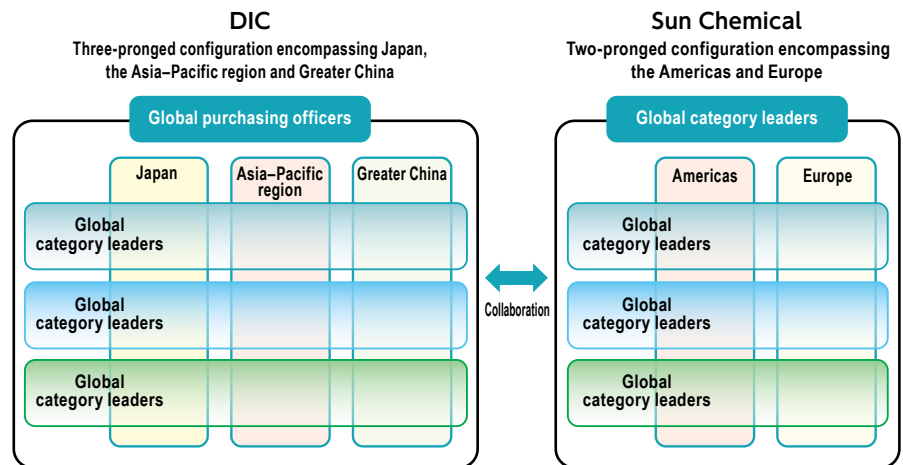 DIC
Three-pronged configuration encompassing Japan,
the Asia–Pacific region and Greater China
Global purchasing officers
Japan
Asia–Pacific
region
Greater China
Global
category leaders
Global
category leaders
Global
category leaders
Collaboration
Sun Chemical
Two-pronged configuration encompassing
the Americas and Europe
Global category leaders
Americas
Europe
Global
category leaders
Global
category leaders
Global
category leaders